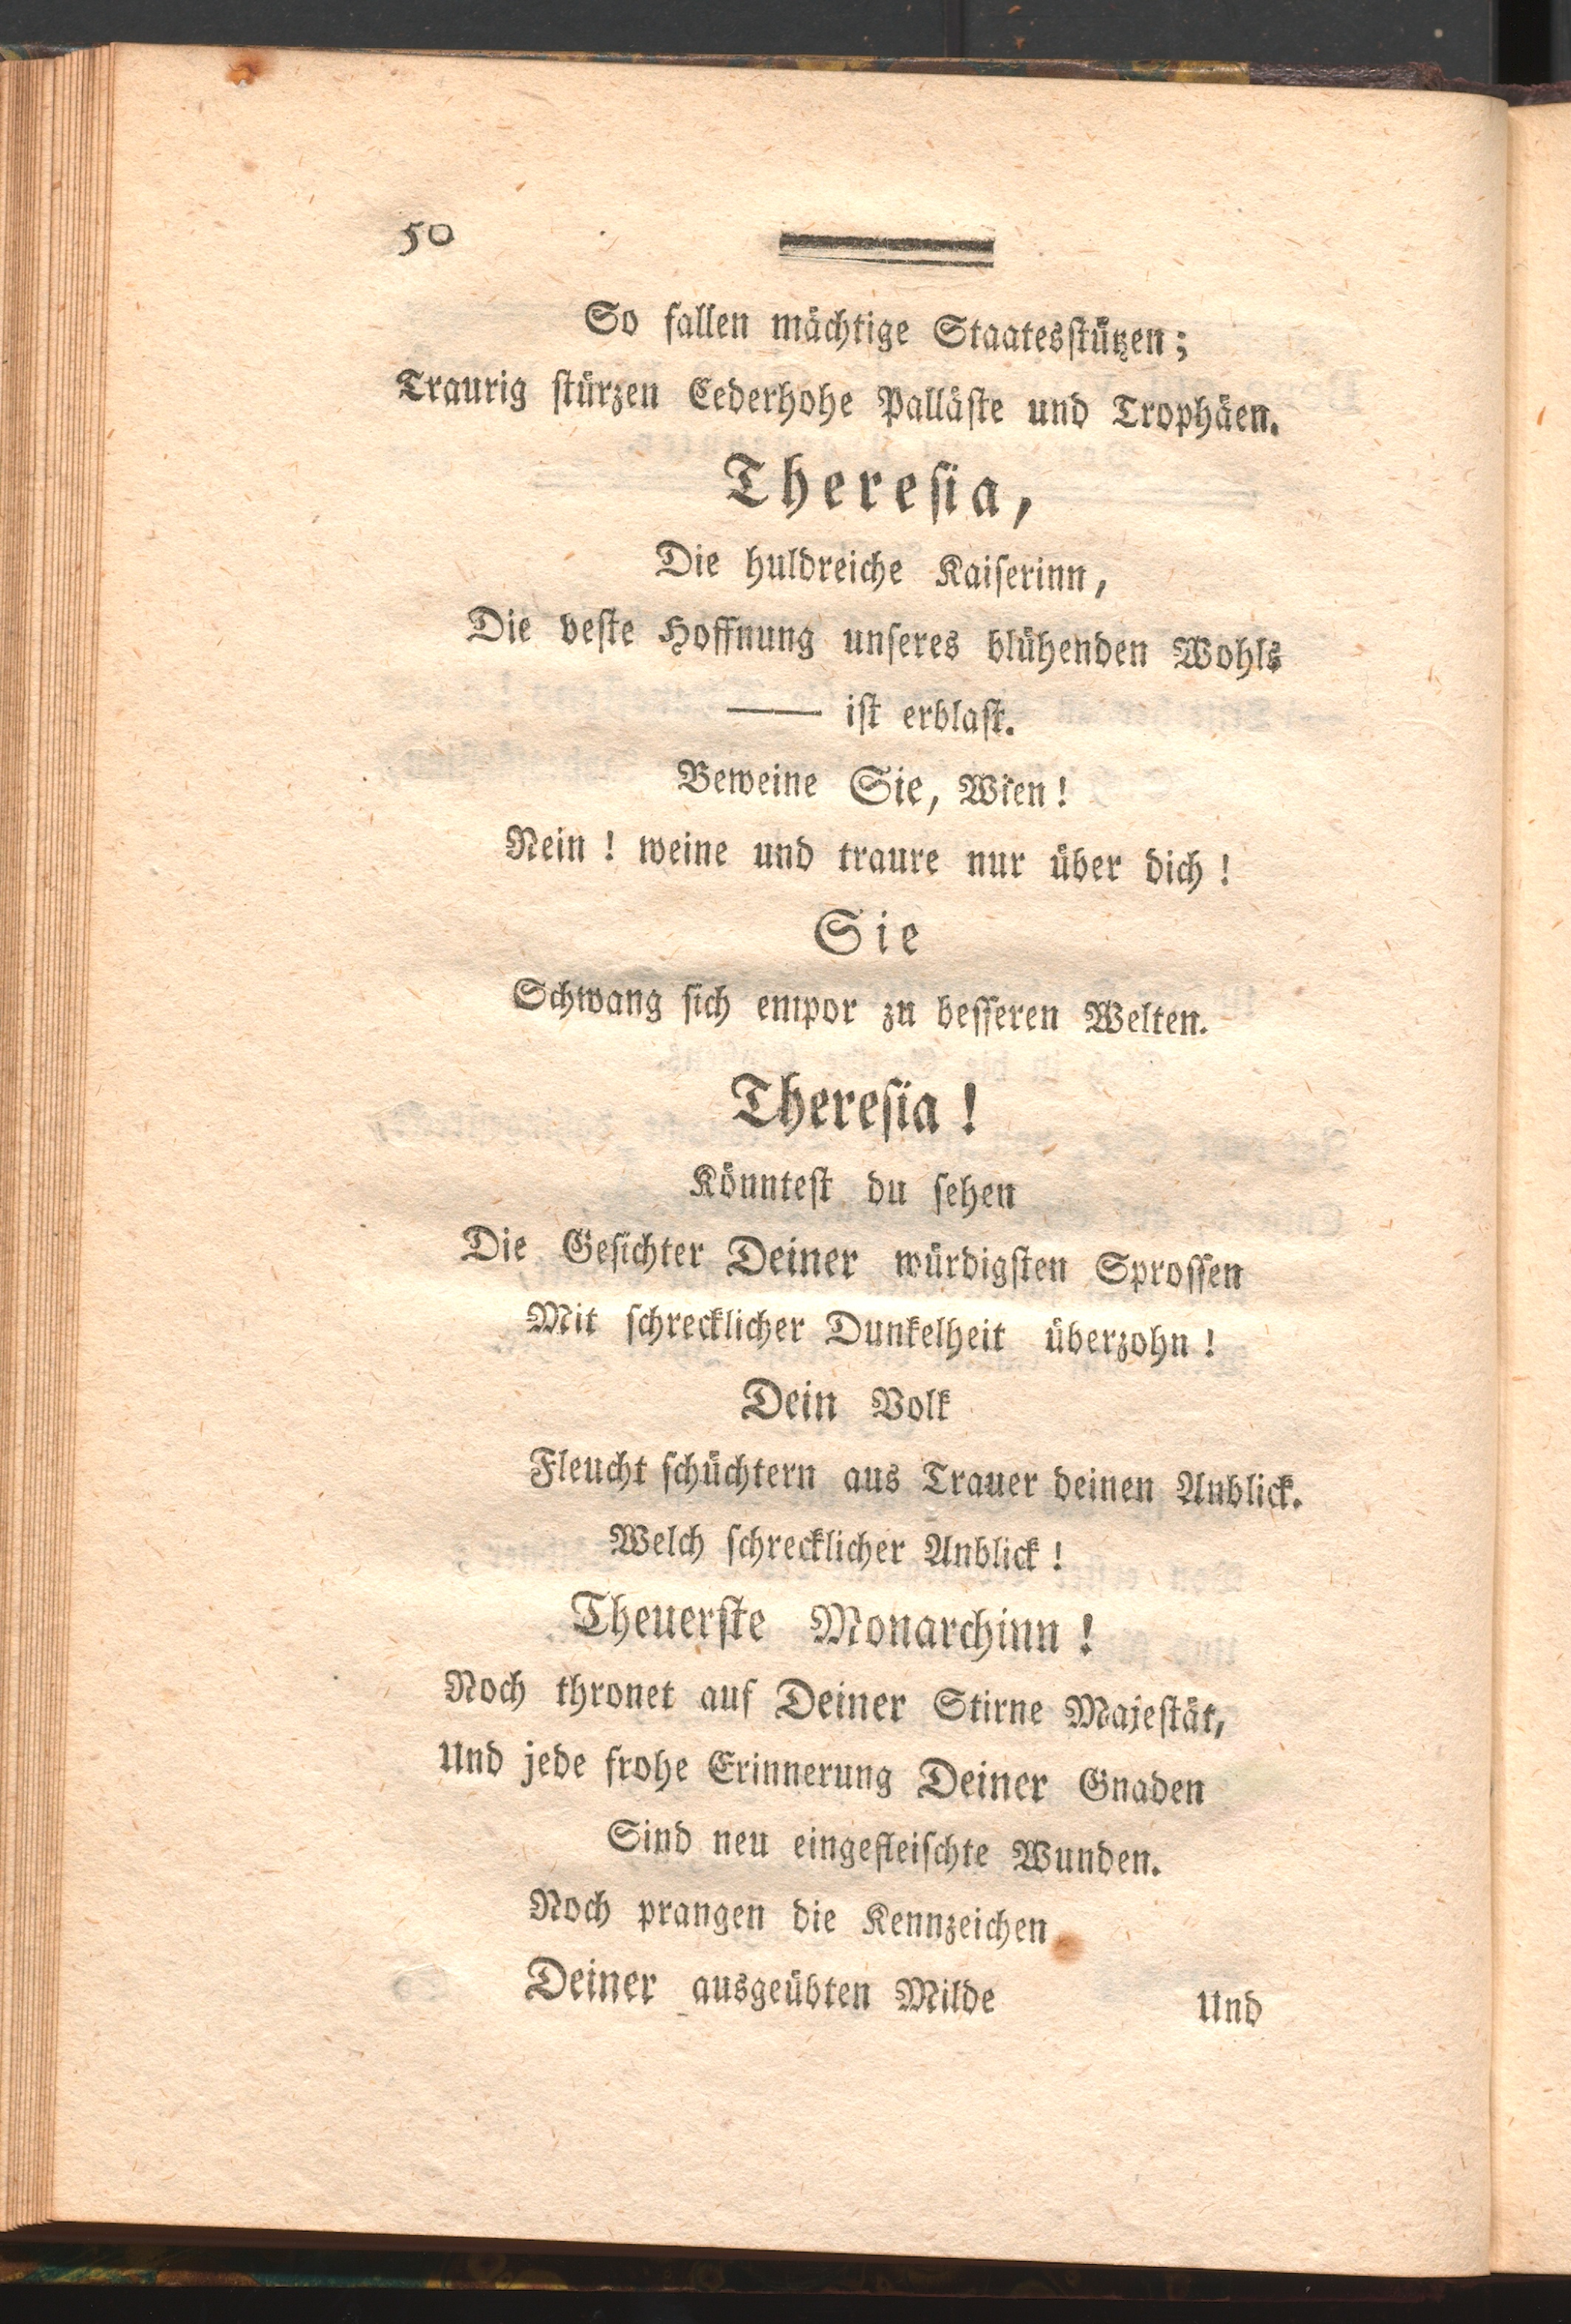 50
So fallen mächtige Staatesstützen;
Traurig stürzen Cederhohe Palläste und Trophäen.
Theresia,
Die huldreiche Kaiserinn,
Die veste Hoffnung unseres blühenden Wohls
—— ist erblast.
Beweine Sie, Wien!
Nein! weine und traure nur über dich!
Sie
Schwang sich empor zu besseren Welten.
Theresia!
Könntest du sehen
Die Gesichter Deiner würdigsten Sprossen
Mit schrecklicher Dunkelheit überzohn!
Dein Volk
Fleucht schüchtern aus Trauer deinen Anblick.
Welch schrecklicher Anblick!
Theuerste Monarchinn!
Noch thronet auf Deiner Stirne Majestät,
Und jede frohe Erinnerung Deiner Gnaden
Sind neu eingefleischte Wunden.
Noch prangen die Kennzeichen
Deiner ausgeübten Milde
Und